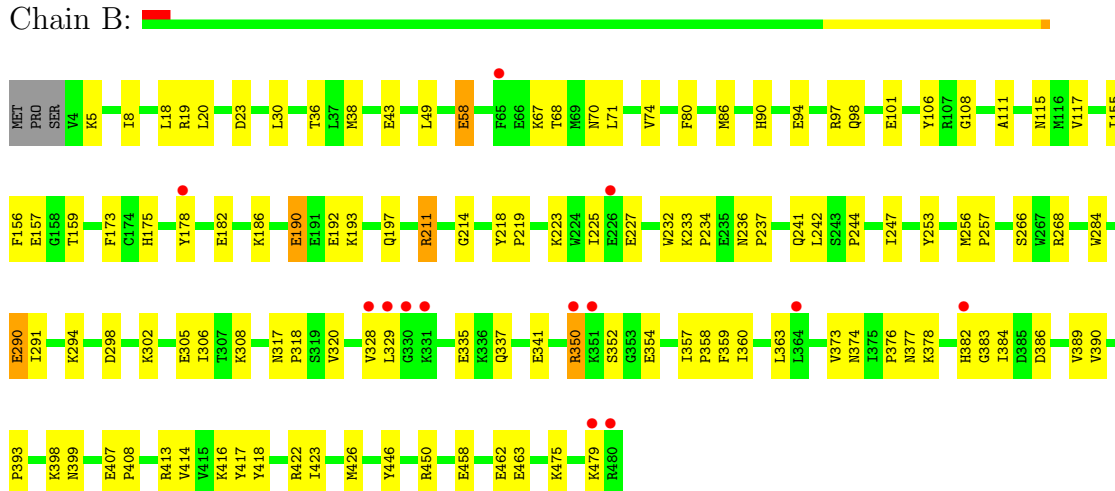 Chain B:
MET PRO SER V4 K5 I8 L18 R19 L20 D23 L30 T36 L37 M38 E43 L49 E58 F65 E66 K67 T68 M69 N70 L71 V74 F80 M86 H90 E94 R97 Q98 E101 Y106 R107 G108 A111 N115 M116 V117 I155
F156 E157 G158 T159 F173 C174 H175 Y178 E182 K186 E190 E191 E192 K193 Q197 R211 G214 Y218 P219 K223 W224 I225 E226 E227 W232 K233 P234 E235 N236 P237 Q241 L242 S243 P244 I247 Y253 M256 P257 S266 W267 R268 W284
E290 I291 K294 D298 K302 E305 I306 T307 K308 N317 P318 S319 V320 V328 L329 G330 K331 E335 K336 Q337 E341 R350 K351 S352 G353 E354 I357 P358 F359 I360 L363 L364 V373 N374 I375 P376 N377 K378 H382 G383 I384 D385 D386 V389 V390
P393 K398 N399 E407 P408 R413 V414 V415 K416 Y417 Y418 R422 I423 M426 Y446 R450 E458 E462 E463 K475 K479 R480